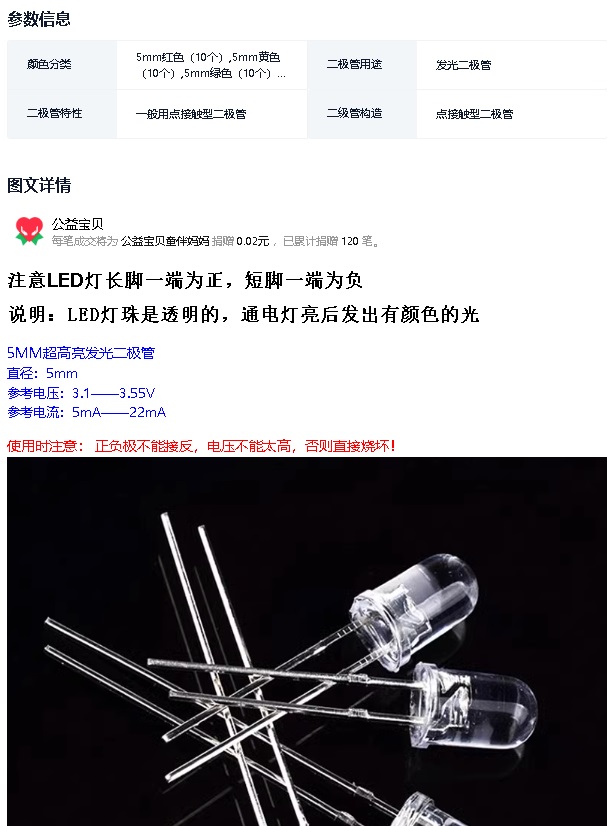 参数信息
颜色分类
5mm红色（10个）,5mm黄色
（10个）,5mm绿色（10个）...
二极管用途
发光二极管
二极管特性
一般用点接触型二极管
二级管构造
点接触型二极管
图文详情
公益宝贝
每笔成交将为 公益宝贝童伴妈妈 捐赠 0.02元 ，已累计捐赠 120 笔。
注意LED灯长脚一端为正，短脚一端为负
说明：LED灯珠是透明的，通电灯亮后发出有颜色的光
5MM超高亮发光二极管
直径：5mm
参考电压：3.1——3.55V
参考电流：5mA——22mA
使用时注意： 正负极不能接反，电压不能太高，否则直接烧坏！